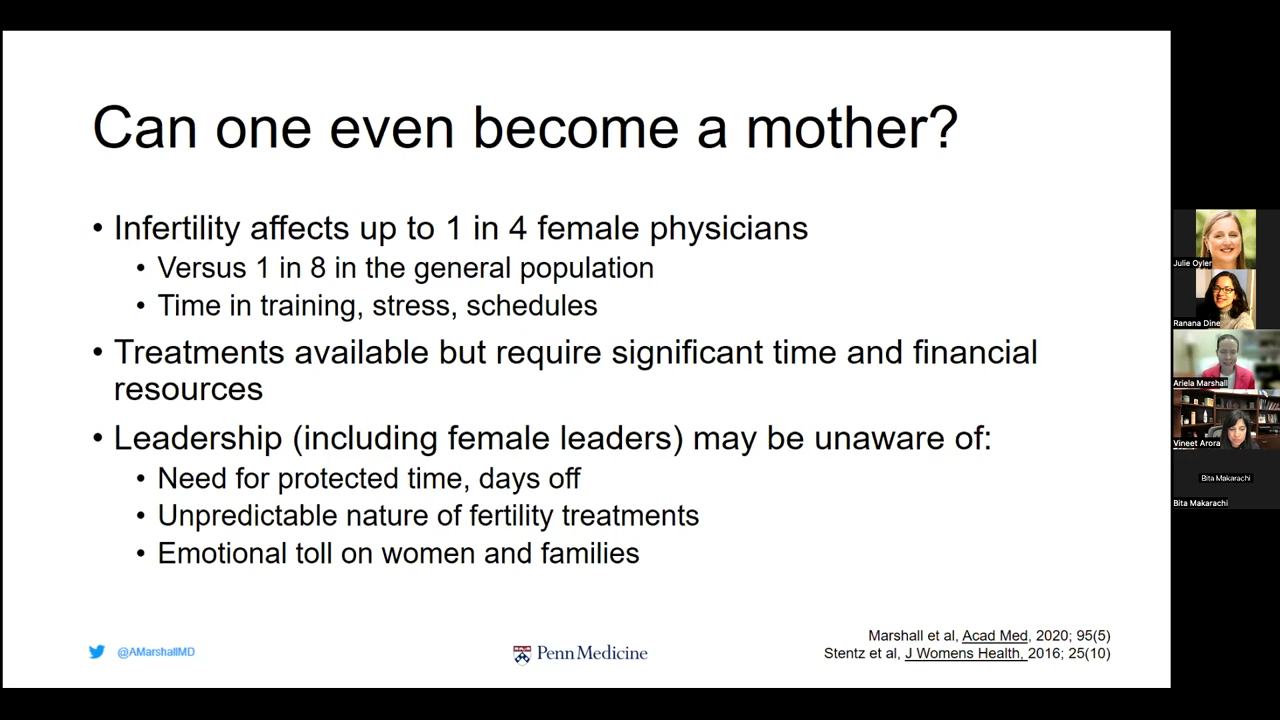 Can one even become a mother?
• Infertility affects up to 1 in 4 female physicians
• Versus 1 in 8 in the general population
• Time in training, stress, schedules
• Treatments available but require significant time and financial
resources
• Leadership (including female leaders) may be unaware of:
• Need for protected time, days off
• Unpredictable nature of fertility treatments
• Emotional toll on women and families
@AMarshallMD
Penn Medicine
Marshall et al, Acad Med, 2020; 95(5)
Stentz et al, J Womens Health, 2016; 25(10)
Julie Oyler
Ranana Dine
Ariela Marshall
Vineet Arora
Bita Makarachi
Bita Makarachi